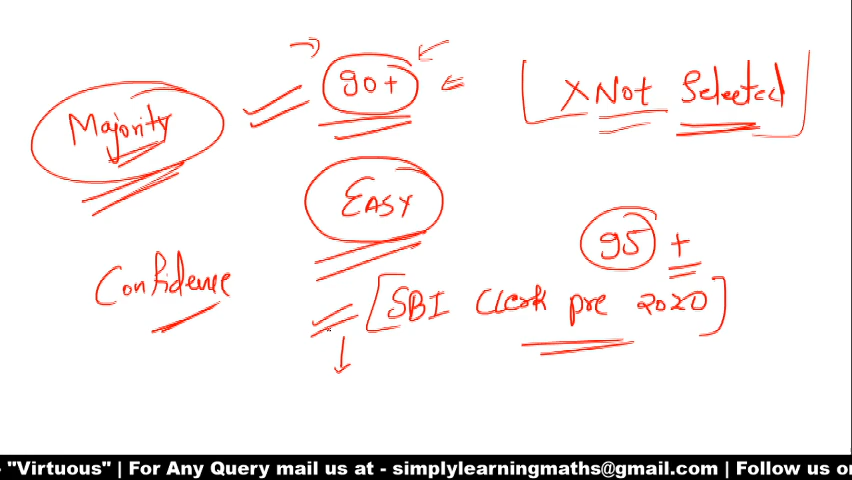 90+
X Not Selected
Majority
EASY
95+
Confidence
[SBI Clerk pre 2020]
- "Virtuous" | For Any Query mail us at - simplylearningmaths@gmail.com | Follow us or